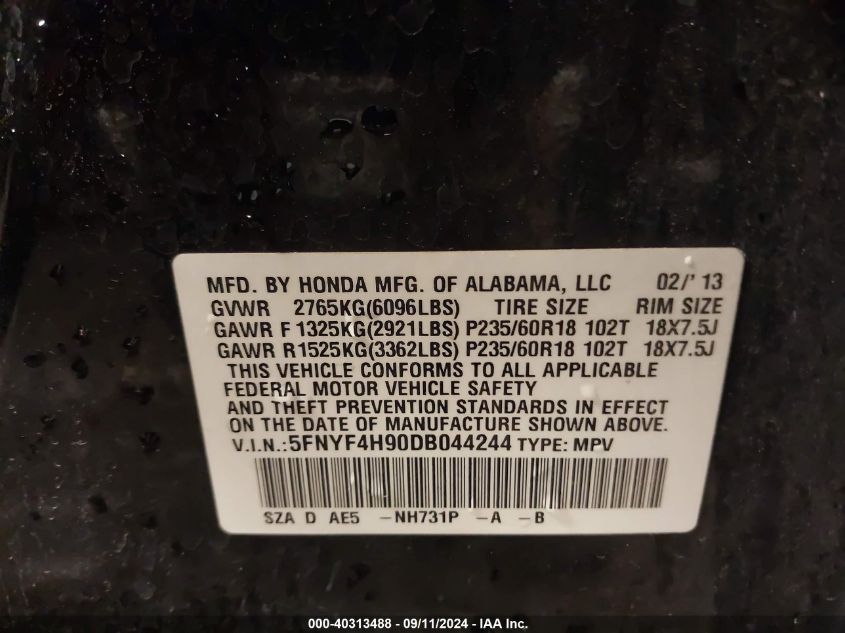 MFD. BY HONDA MFG. OF ALABAMA, LLC 02/' 13
GVWR 2765KG(6096LBS) TIRE SIZE RIM SIZE
GAWR F 1325KG(2921LBS) P235/60R18 102T 18X7.5J
GAWR R1525KG(3362LBS) P235/60R18 102T 18X7.5J
THIS VEHICLE CONFORMS TO ALL APPLICABLE
FEDERAL MOTOR VEHICLE SAFETY
AND THEFT PREVENTION STANDARDS IN EFFECT
ON THE DATE OF MANUFACTURE SHOWN ABOVE.
V.I.N.:5FNYF4H90DB044244 TYPE: MPV
SZA D AE5 -NH731P -A -B
000-40313488 - 09/11/2024 - IAA Inc.